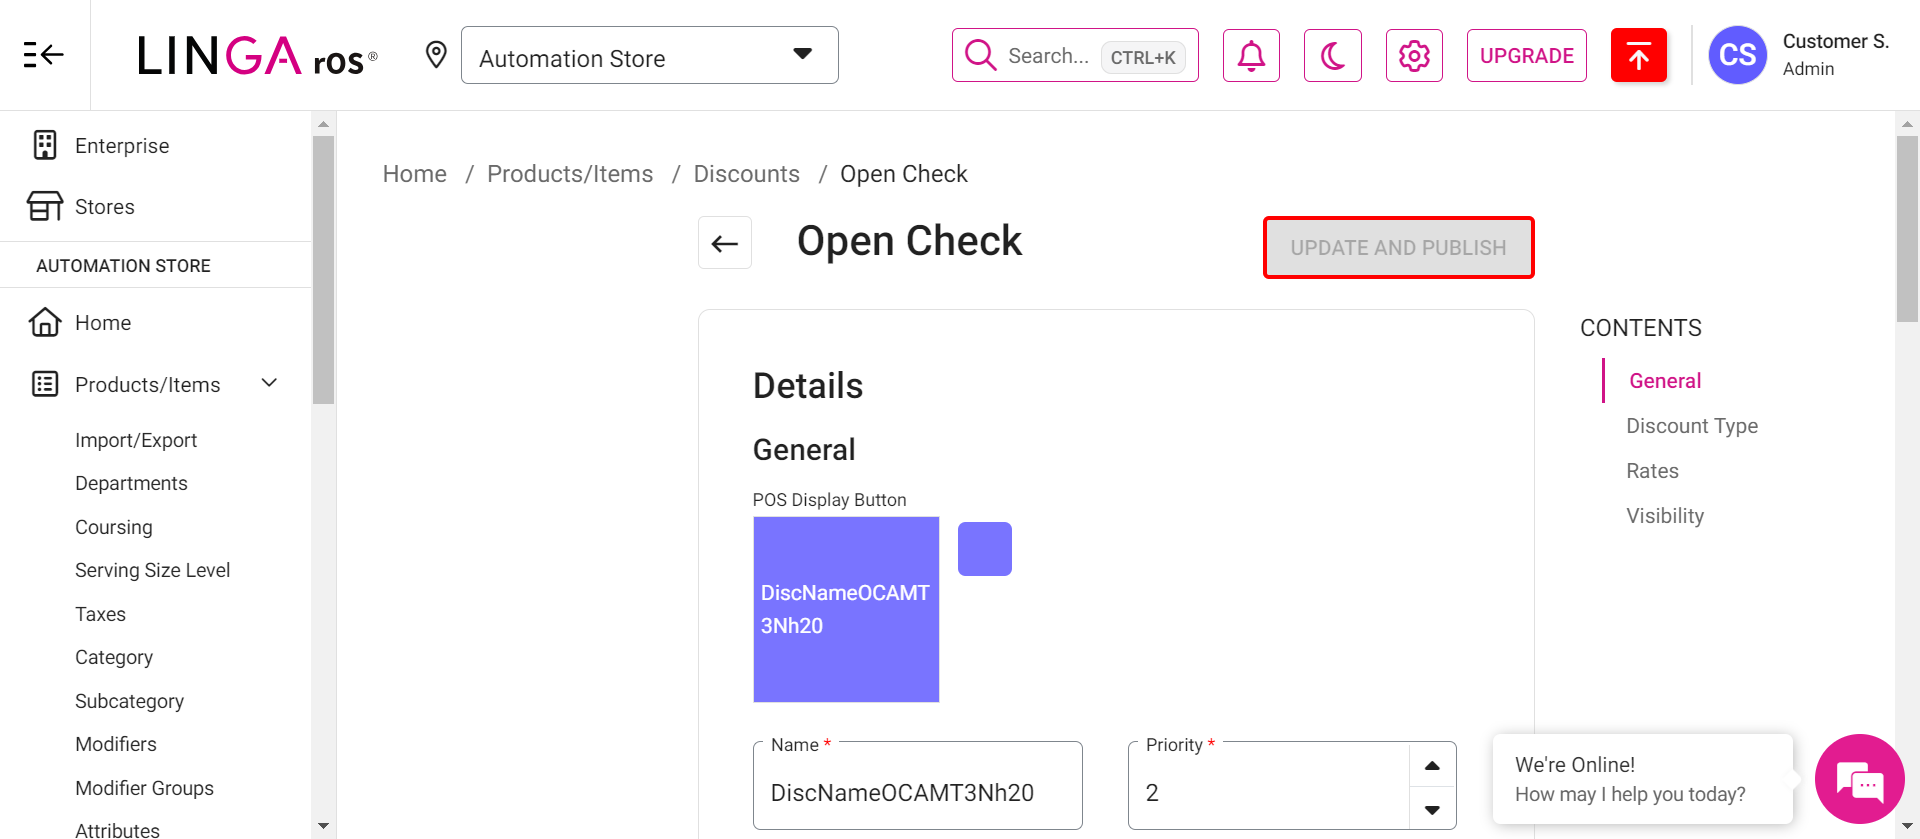 LINGA ros®
Automation Store
Search... CTRL+K
UPGRADE
CS
Customer S.
Admin
Enterprise
Stores
AUTOMATION STORE
Home
Products/Items
Import/Export
Departments
Coursing
Serving Size Level
Taxes
Category
Subcategory
Modifiers
Modifier Groups
Attributes
Home / Products/Items / Discounts / Open Check
Open Check
UPDATE AND PUBLISH
Details
General
POS Display Button
DiscNameOCAMT
3Nh20
Name *
DiscNameOCAMT3Nh20
Priority *
2
CONTENTS
General
Discount Type
Rates
Visibility
We're Online!
How may I help you today?